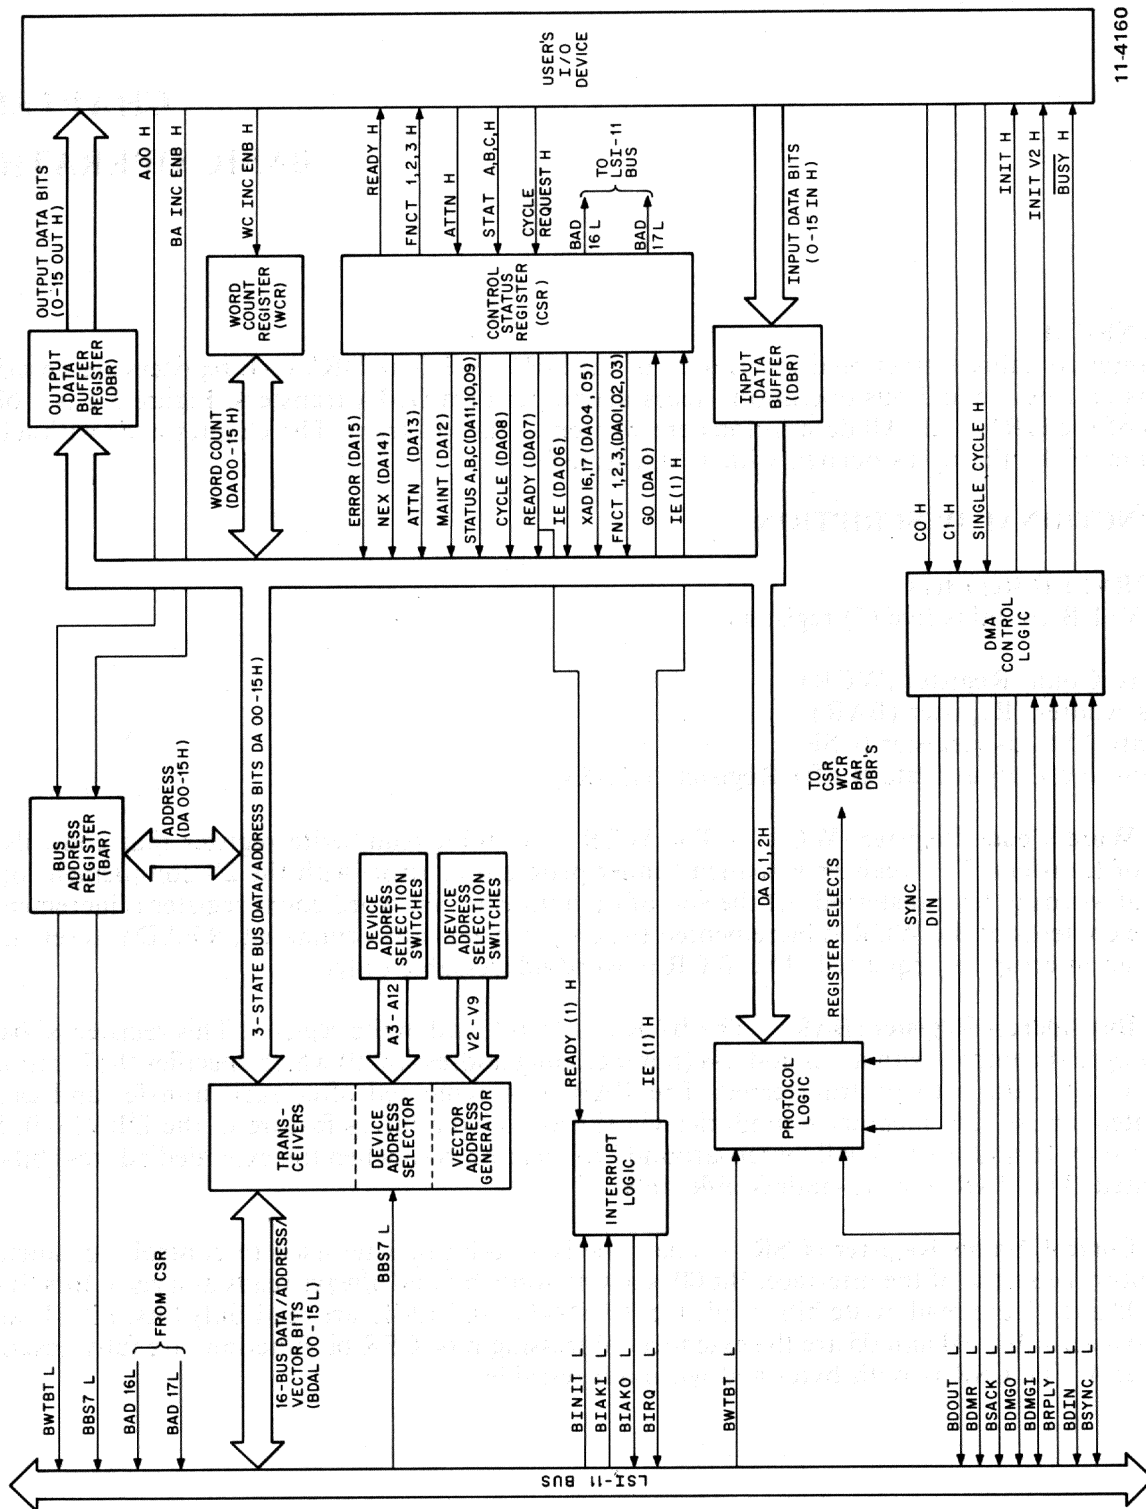 USER'S
I/O
DEVICE
11-4160
OUTPUT DATA BITS
(0-15 OUT H)
A00 H
BA INC ENB H
WC INC ENB H
READY H
FNCT 1,2,3 H
ATTN H
STAT A,B,C,H
CYCLE
REQUEST H
BAD
16 L
BAD
17 L
TO
LSI-11
BUS
INPUT DATA BITS
(0-15 IN H)
C0 H
C1 H
SINGLE CYCLE H
INIT H
INIT V2 H
BUSY H
OUTPUT
DATA
BUFFER
REGISTER
(DBR)
WORD
COUNT
REGISTER
(WCR)
CONTROL
STATUS
REGISTER
(CSR)
INPUT
DATA
BUFFER
(DBR)
DMA
CONTROL
LOGIC
WORD COUNT
(DA 00-15 H)
ERROR (DA15)
NEX (DA14)
ATTN (DA13)
MAINT (DA12)
STATUS A,B,C(DA11,10,09)
CYCLE (DA08)
READY (DA07)
IE (DA06)
XAD 16,17 (DA04,05)
FNCT 1,2,3,(DA01,02,03)
GO (DA 0)
IE (1) H
BUS
ADDRESS
REGISTER
(BAR)
ADDRESS
(DA 00-15H)
3-STATE BUS (DATA/ADDRESS BITS DA 00-15H)
DEVICE
ADDRESS
SELECTION
SWITCHES
DEVICE
ADDRESS
SELECTION
SWITCHES
A3-A12
V2-V9
TRANS-
CEIVERS
DEVICE
ADDRESS
SELECTOR
VECTOR
ADDRESS
GENERATOR
READY (1) H
IE (1) H
INTERRUPT
LOGIC
DA 0,1,2H
TO
CSR
WCR
BAR
DBR'S
REGISTER SELECTS
PROTOCOL
LOGIC
SYNC
DIN
BWTBT L
BBS7 L
BAD 16L
BAD 17L
FROM CSR
16-BUS DATA/ADDRESS/
VECTOR BITS
(BDAL 00-15 L)
BBS7 L
BINIT L
BIAKI L
BIAKO L
BIRQ L
BWTBT L
BDOUT L
BDMR L
BSACK L
BDMGO L
BDMGI L
BRPLY L
BDIN L
BSYNC L
LSI-11 BUS